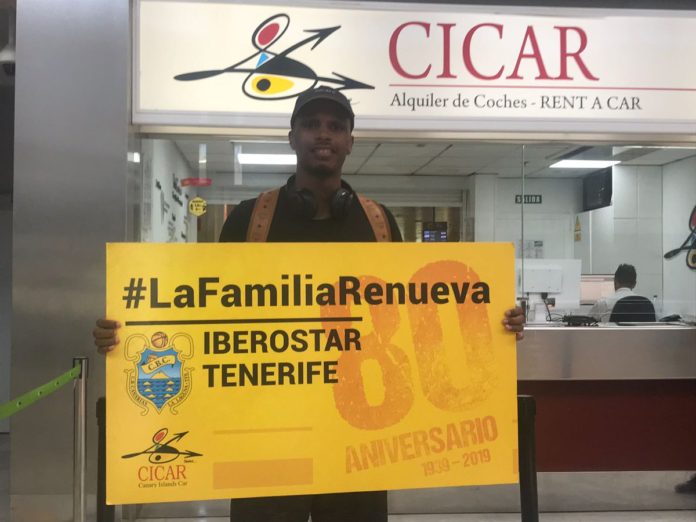 CICAR
Alquiler de Coches - RENT A CAR
SALIDA
#LaFamiliaRenueva
IBEROSTAR
TENERIFE
80
ANIVERSARIO
1939 - 2019
C.B.C.
CICAR
Canary Islands Car